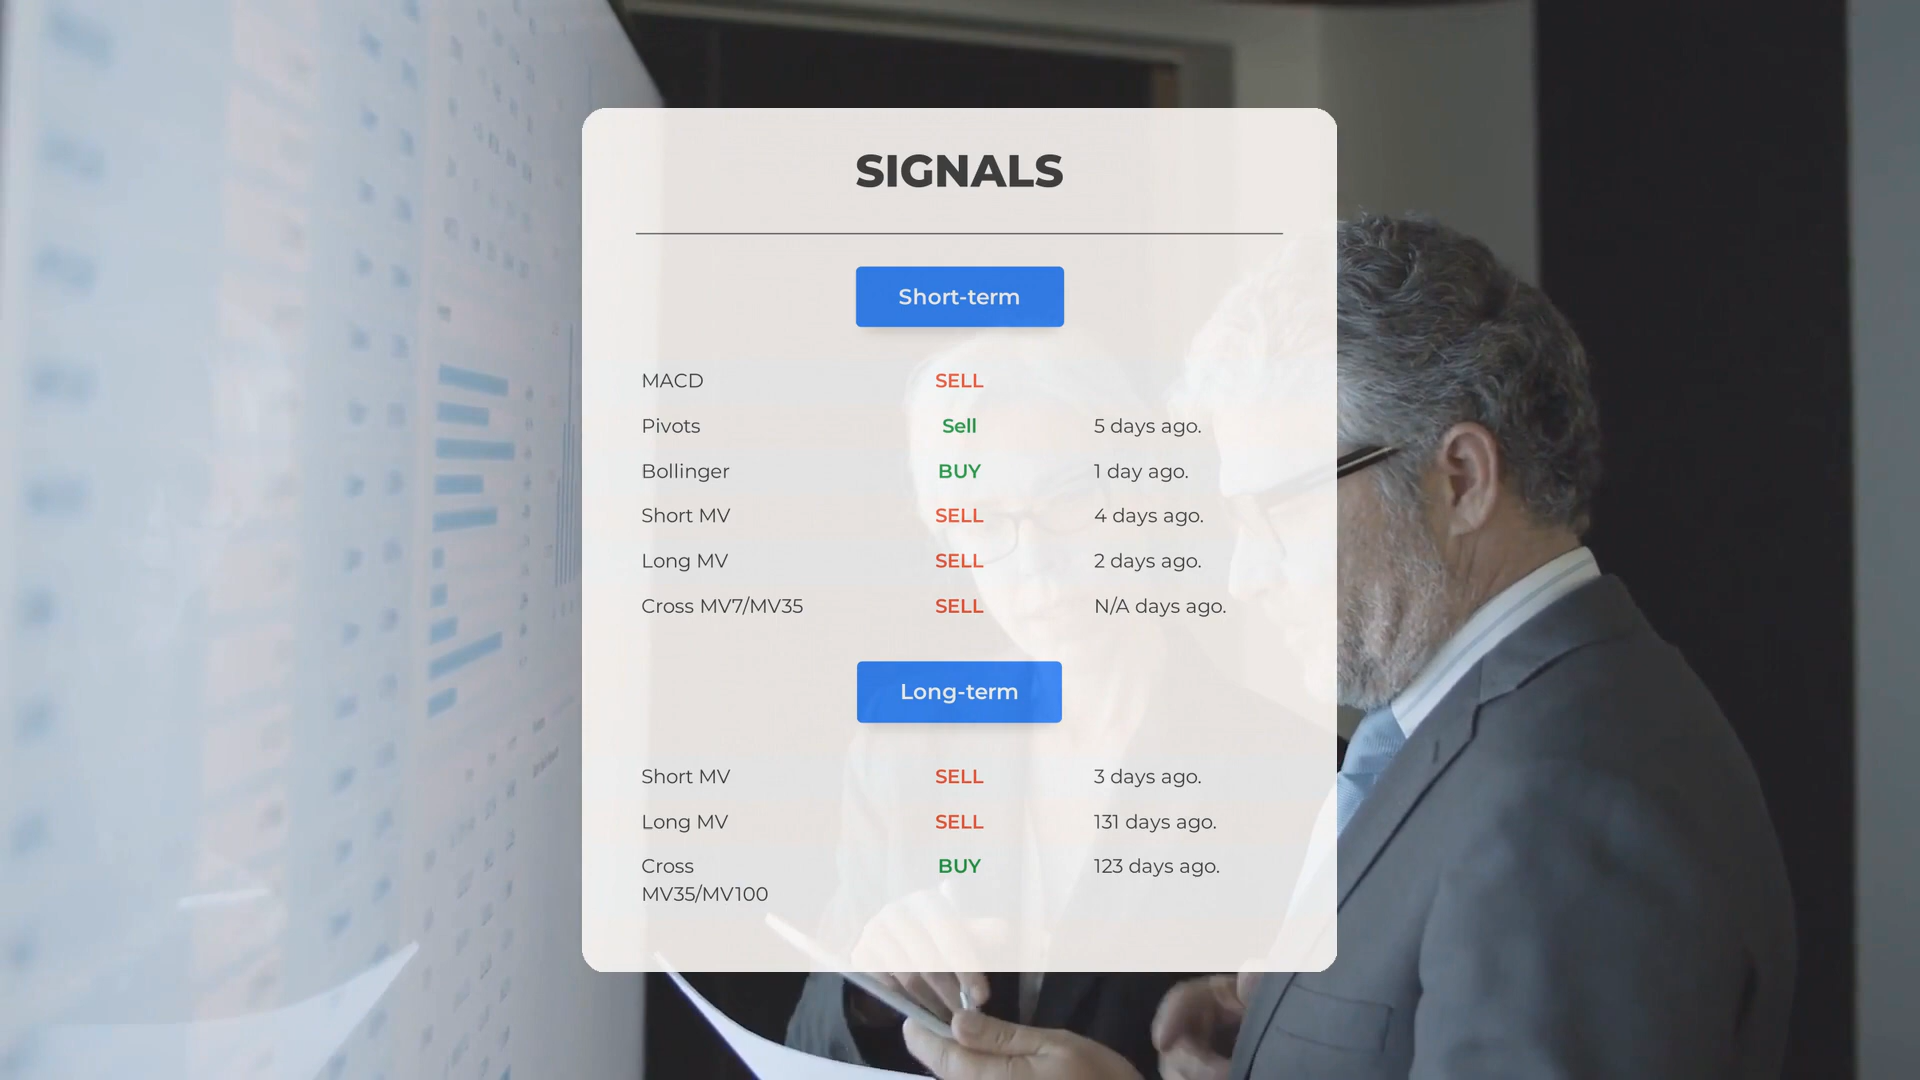 SIGNALS
Short-term
MACD SELL
Pivots Sell 5 days ago.
Bollinger BUY 1 day ago.
Short MV SELL 4 days ago.
Long MV SELL 2 days ago.
Cross MV7/MV35 SELL N/A days ago.
Long-term
Short MV SELL 3 days ago.
Long MV SELL 131 days ago.
Cross BUY 123 days ago.
MV35/MV100